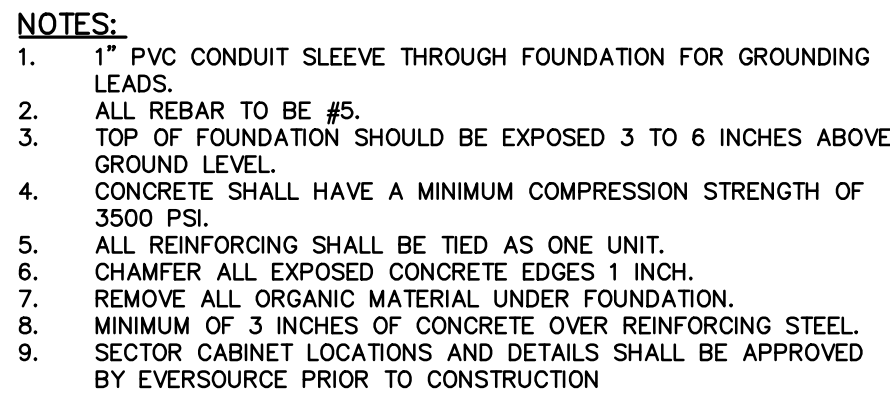 NOTES:
1. 1" PVC CONDUIT SLEEVE THROUGH FOUNDATION FOR GROUNDING
LEADS.
2. ALL REBAR TO BE #5.
3. TOP OF FOUNDATION SHOULD BE EXPOSED 3 TO 6 INCHES ABOVE
GROUND LEVEL.
4. CONCRETE SHALL HAVE A MINIMUM COMPRESSION STRENGTH OF
3500 PSI.
5. ALL REINFORCING SHALL BE TIED AS ONE UNIT.
6. CHAMFER ALL EXPOSED CONCRETE EDGES 1 INCH.
7. REMOVE ALL ORGANIC MATERIAL UNDER FOUNDATION.
8. MINIMUM OF 3 INCHES OF CONCRETE OVER REINFORCING STEEL.
9. SECTOR CABINET LOCATIONS AND DETAILS SHALL BE APPROVED
BY EVERSOURCE PRIOR TO CONSTRUCTION